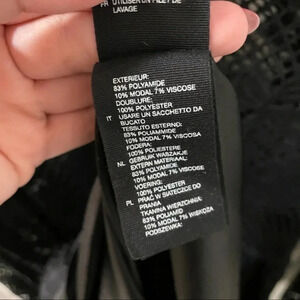 FR UTILISER UN FILET DE
LAVAGE
EXTERIEUR:
83% POLYAMIDE
10% MODAL 7% VISCOSE
DOUBLURE:
100% POLYESTER
IT USARE UN SACCHETTO DA
BUCATO
TESSUTO ESTERNO:
83% POLIAMMIDE
10% MODAL 7% VISCOSA
FODERA:
100% POLIESTERE
NL GEBRUIK WASZAKJE
EXTERN MATERIAAL:
83% POLYAMIDE
10% MODAL 7% VISCOSE
VOERING:
100% POLYESTER
PL PRAC W SIATECZCE DO
PRANIA
TKANINA WIERZCHNIA:
83% POLIAMID
10% MODAL 7% WISKOZA
PODSZEWKA: